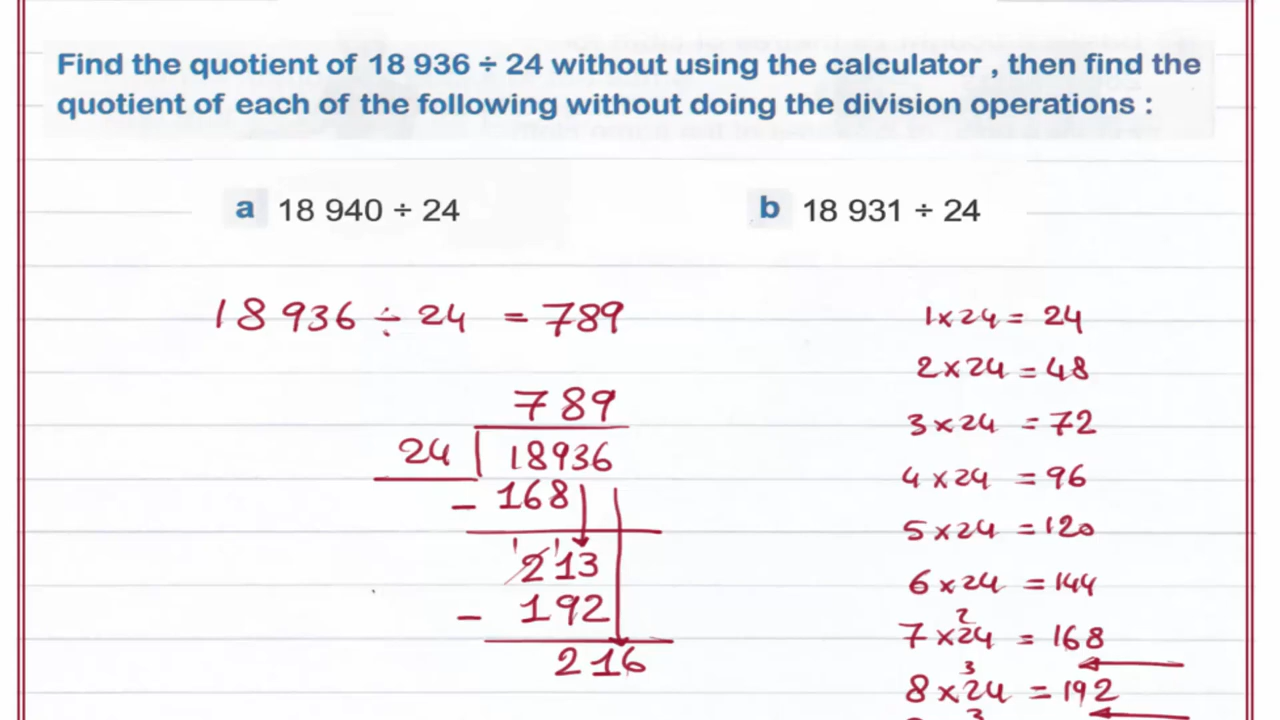 Find the quotient of 18 936 ÷ 24 without using the calculator , then find the
quotient of each of the following without doing the division operations :
a 18 940 ÷ 24
b 18 931 ÷ 24
18 936 ÷ 24 = 789
789
24 18936
- 168
213
- 192
216
1 x 24 = 24
2 x 24 = 48
3 x 24 = 72
4 x 24 = 96
5 x 24 = 120
6 x 24 = 144
2
7 x 24 = 168
3
8 x 24 = 192
3